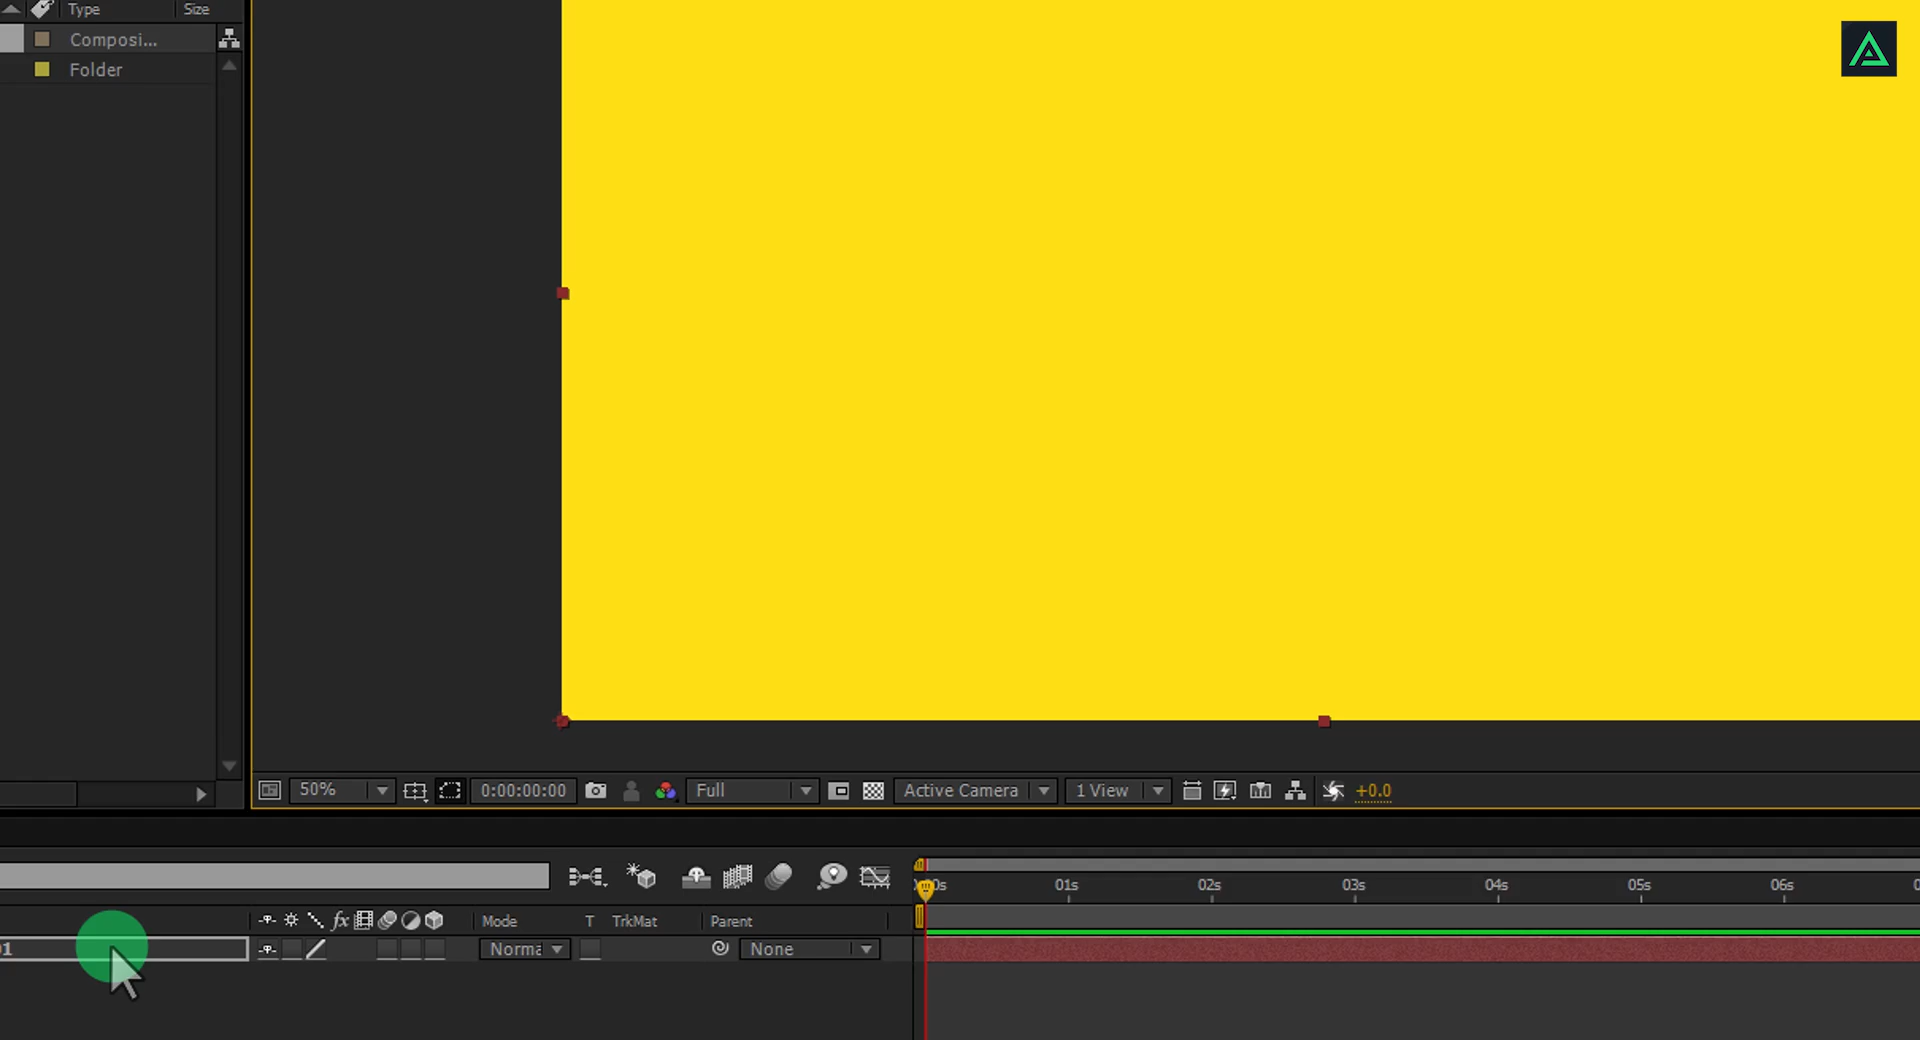 Type Size
Composi...
Folder
50% 0:00:00:00 Full Active Camera 1 View +0.0
01s 02s 03s 04s 05s 06s
fx Mode T TrkMat Parent
Norma None